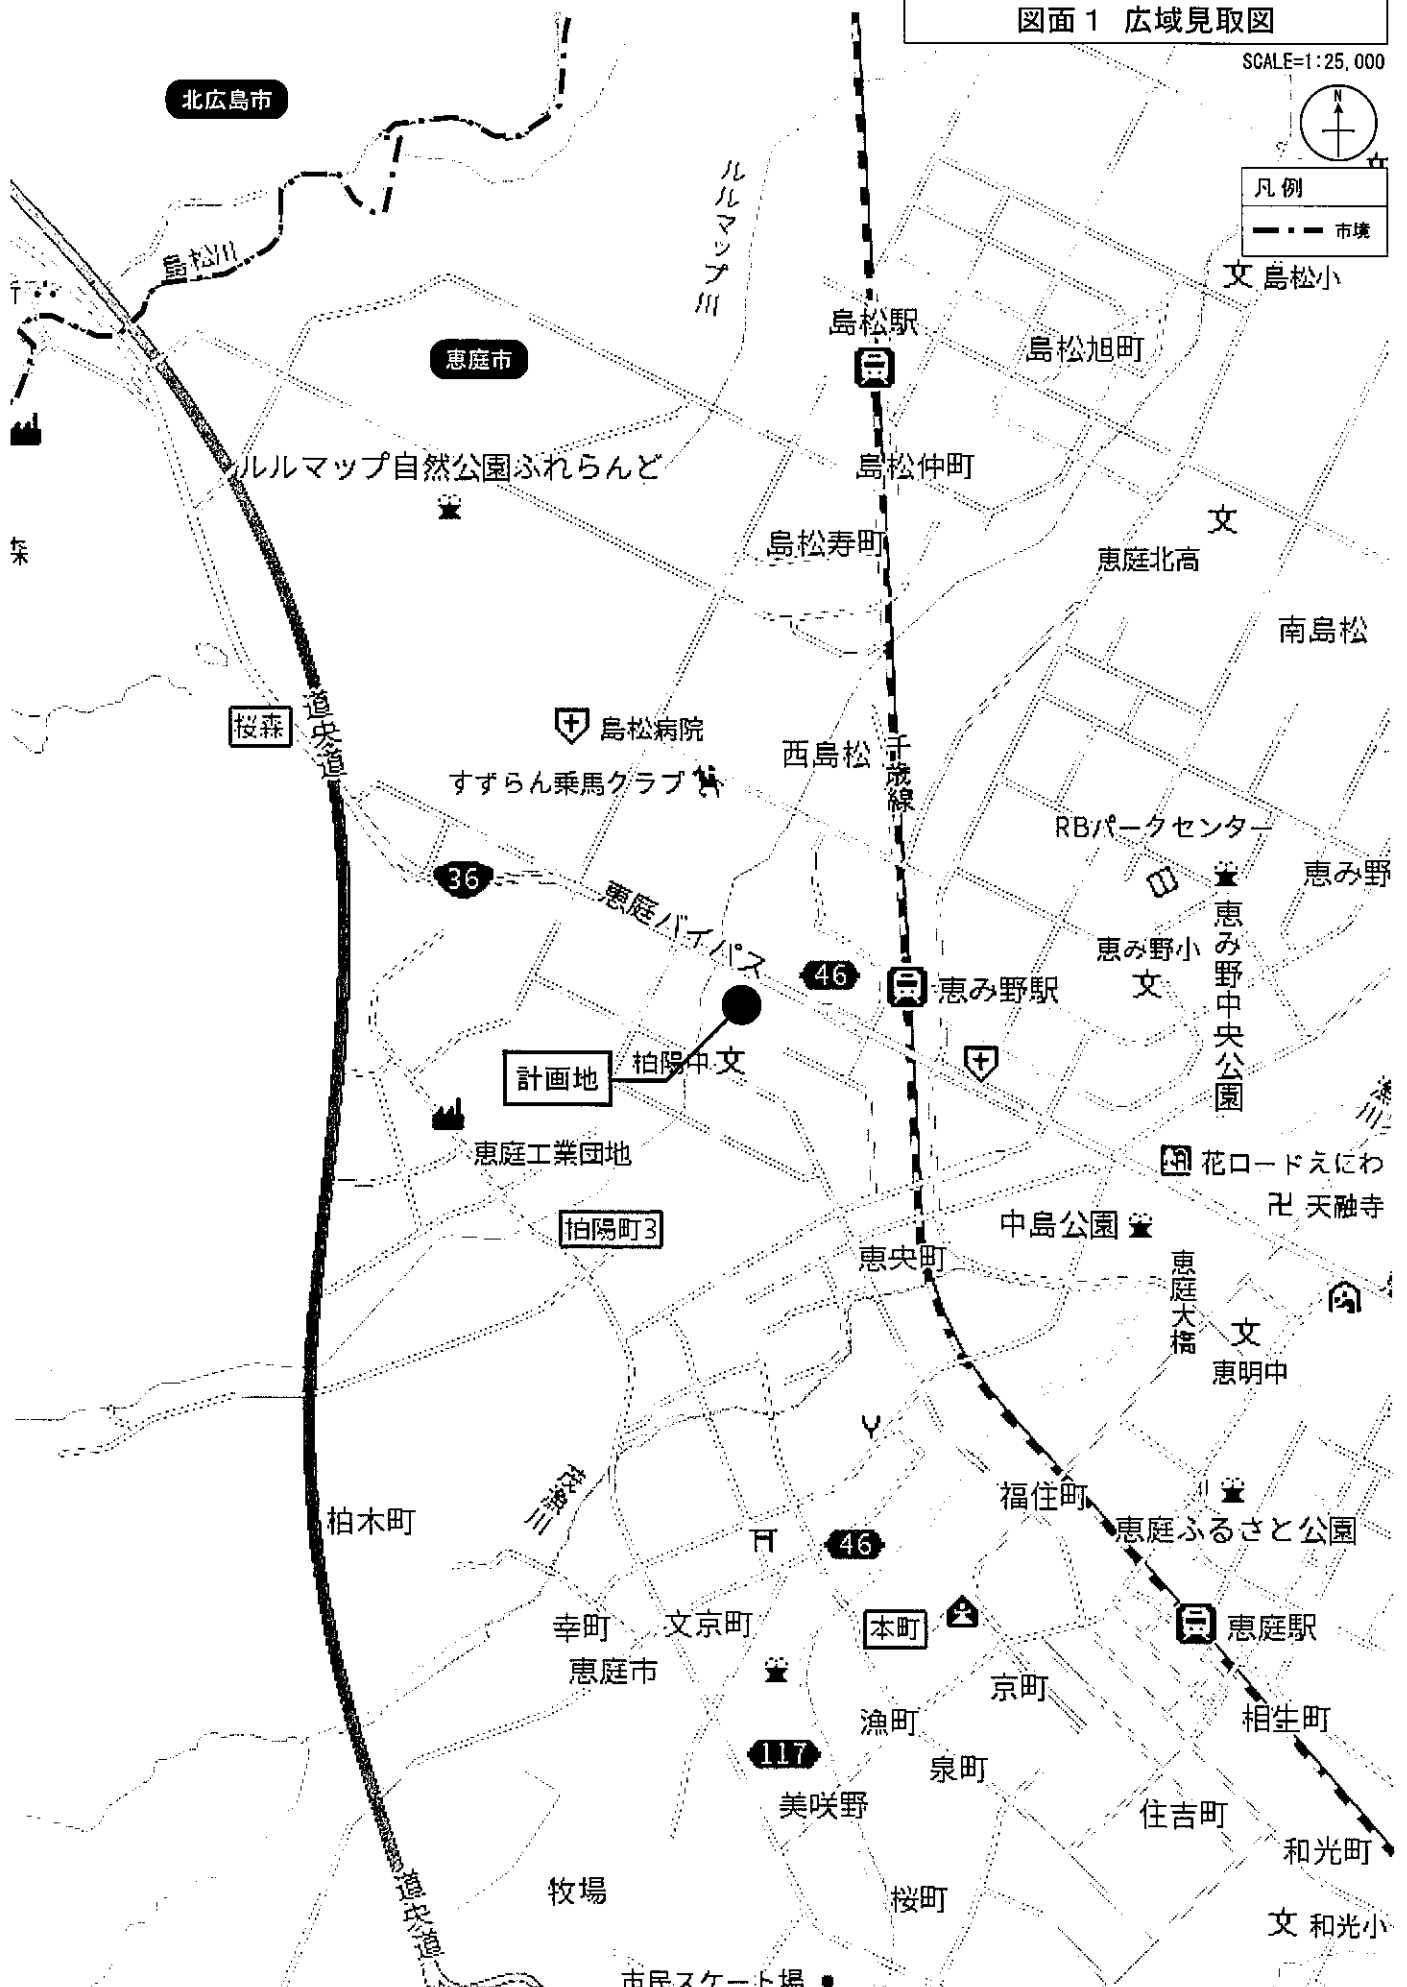 図面1 広域見取図
SCALE=1:25,000
N
凡例
市境
北広島市
ルルマップ川
島松川
文 島松小
島松駅
島松旭町
恵庭市
ルルマップ自然公園ふれらんど
島松仲町
文
島松寿町
恵庭北高
森
南島松
道央道
桜森
島松病院
西島松
千歳線
すずらん乗馬クラブ
RBパークセンター
36
恵み野
恵庭バイパス
恵み野中央公園
恵み野小
文
46
恵み野駅
計画地
柏陽中 文
恵庭工業団地
花ロードえにわ
卍 天融寺
柏陽町3
中島公園
恵央町
恵庭大橋
文
恵明中
茂漁川
福住町
柏木町
恵庭ふるさと公園
46
幸町
文京町
本町
恵庭駅
恵庭市
京町
漁町
相生町
117
泉町
美咲野
住吉町
和光町
道央道
牧場
桜町
文 和光小
市民スケート場